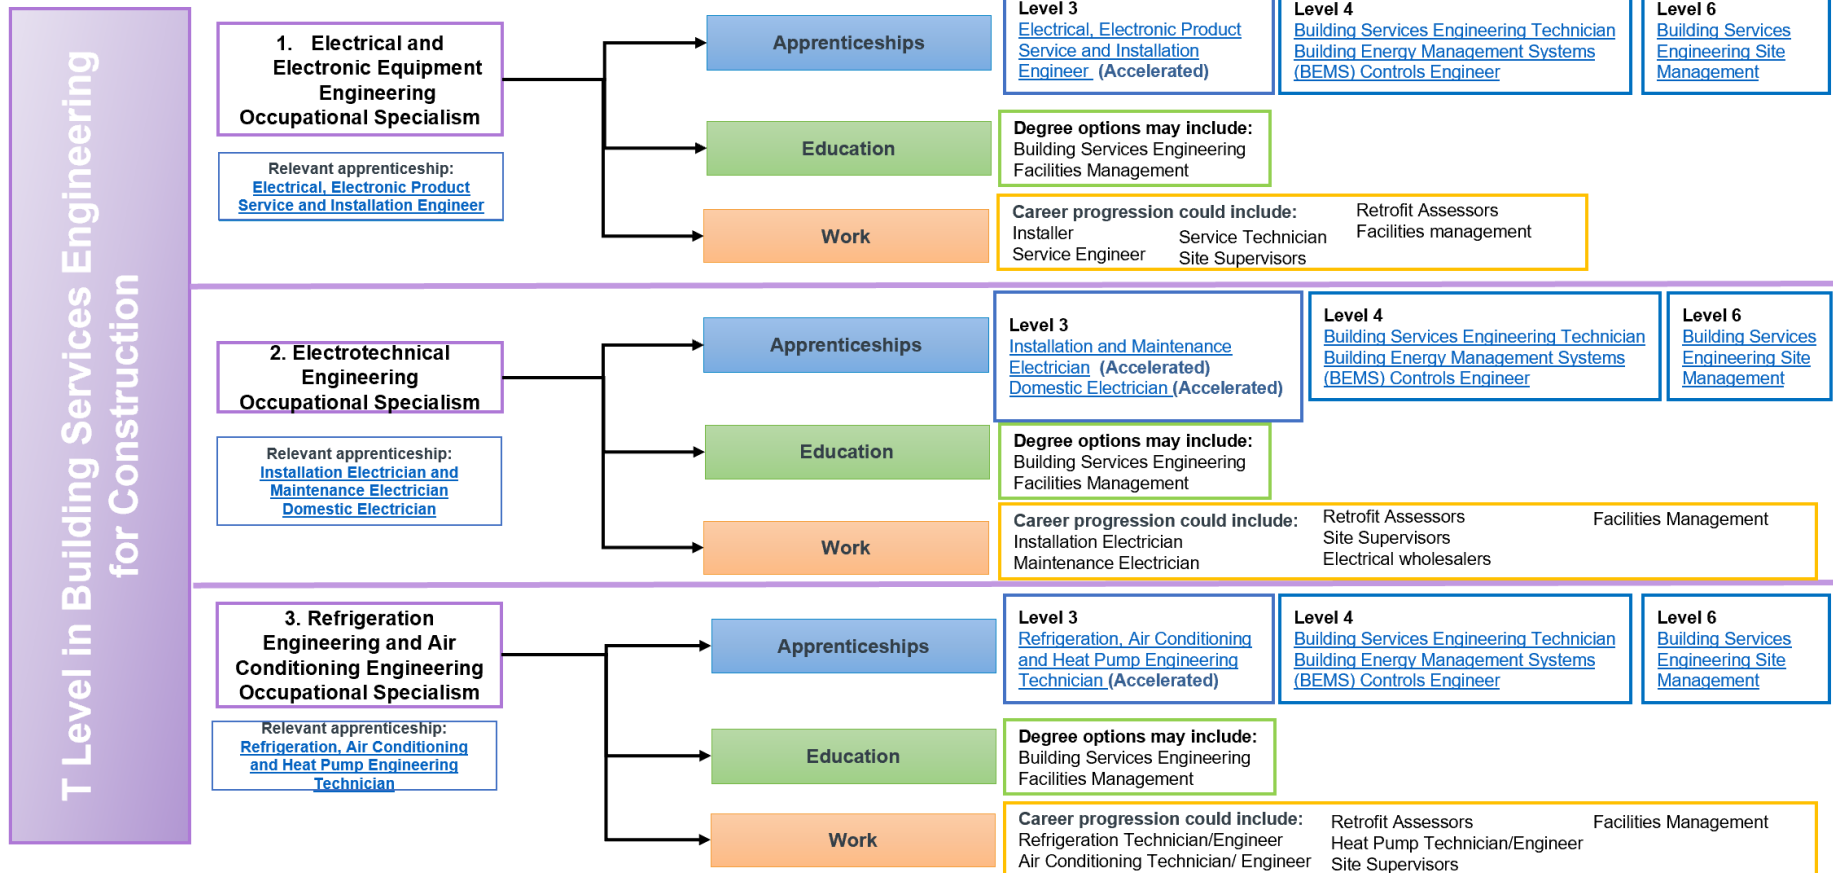 T Level in Building Services Engineering
for Construction
1. Electrical and
Electronic Equipment
Engineering
Occupational Specialism
Relevant apprenticeship:
Electrical, Electronic Product
Service and Installation Engineer
Apprenticeships
Level 3
Electrical, Electronic Product
Service and Installation
Engineer (Accelerated)
Level 4
Building Services Engineering Technician
Building Energy Management Systems
(BEMS) Controls Engineer
Level 6
Building Services
Engineering Site
Management
Education
Degree options may include:
Building Services Engineering
Facilities Management
Work
Career progression could include:
Installer
Service Engineer
Service Technician
Site Supervisors
Retrofit Assessors
Facilities management
2. Electrotechnical
Engineering
Occupational Specialism
Relevant apprenticeship:
Installation Electrician and
Maintenance Electrician
Domestic Electrician
Apprenticeships
Level 3
Installation and Maintenance
Electrician (Accelerated)
Domestic Electrician (Accelerated)
Level 4
Building Services Engineering Technician
Building Energy Management Systems
(BEMS) Controls Engineer
Level 6
Building Services
Engineering Site
Management
Education
Degree options may include:
Building Services Engineering
Facilities Management
Work
Career progression could include:
Installation Electrician
Maintenance Electrician
Retrofit Assessors
Site Supervisors
Electrical wholesalers
Facilities Management
3. Refrigeration
Engineering and Air
Conditioning Engineering
Occupational Specialism
Relevant apprenticeship:
Refrigeration, Air Conditioning
and Heat Pump Engineering
Technician
Apprenticeships
Level 3
Refrigeration, Air Conditioning
and Heat Pump Engineering
Technician (Accelerated)
Level 4
Building Services Engineering Technician
Building Energy Management Systems
(BEMS) Controls Engineer
Level 6
Building Services
Engineering Site
Management
Education
Degree options may include:
Building Services Engineering
Facilities Management
Work
Career progression could include:
Refrigeration Technician/Engineer
Air Conditioning Technician/ Engineer
Retrofit Assessors
Heat Pump Technician/Engineer
Site Supervisors
Facilities Management